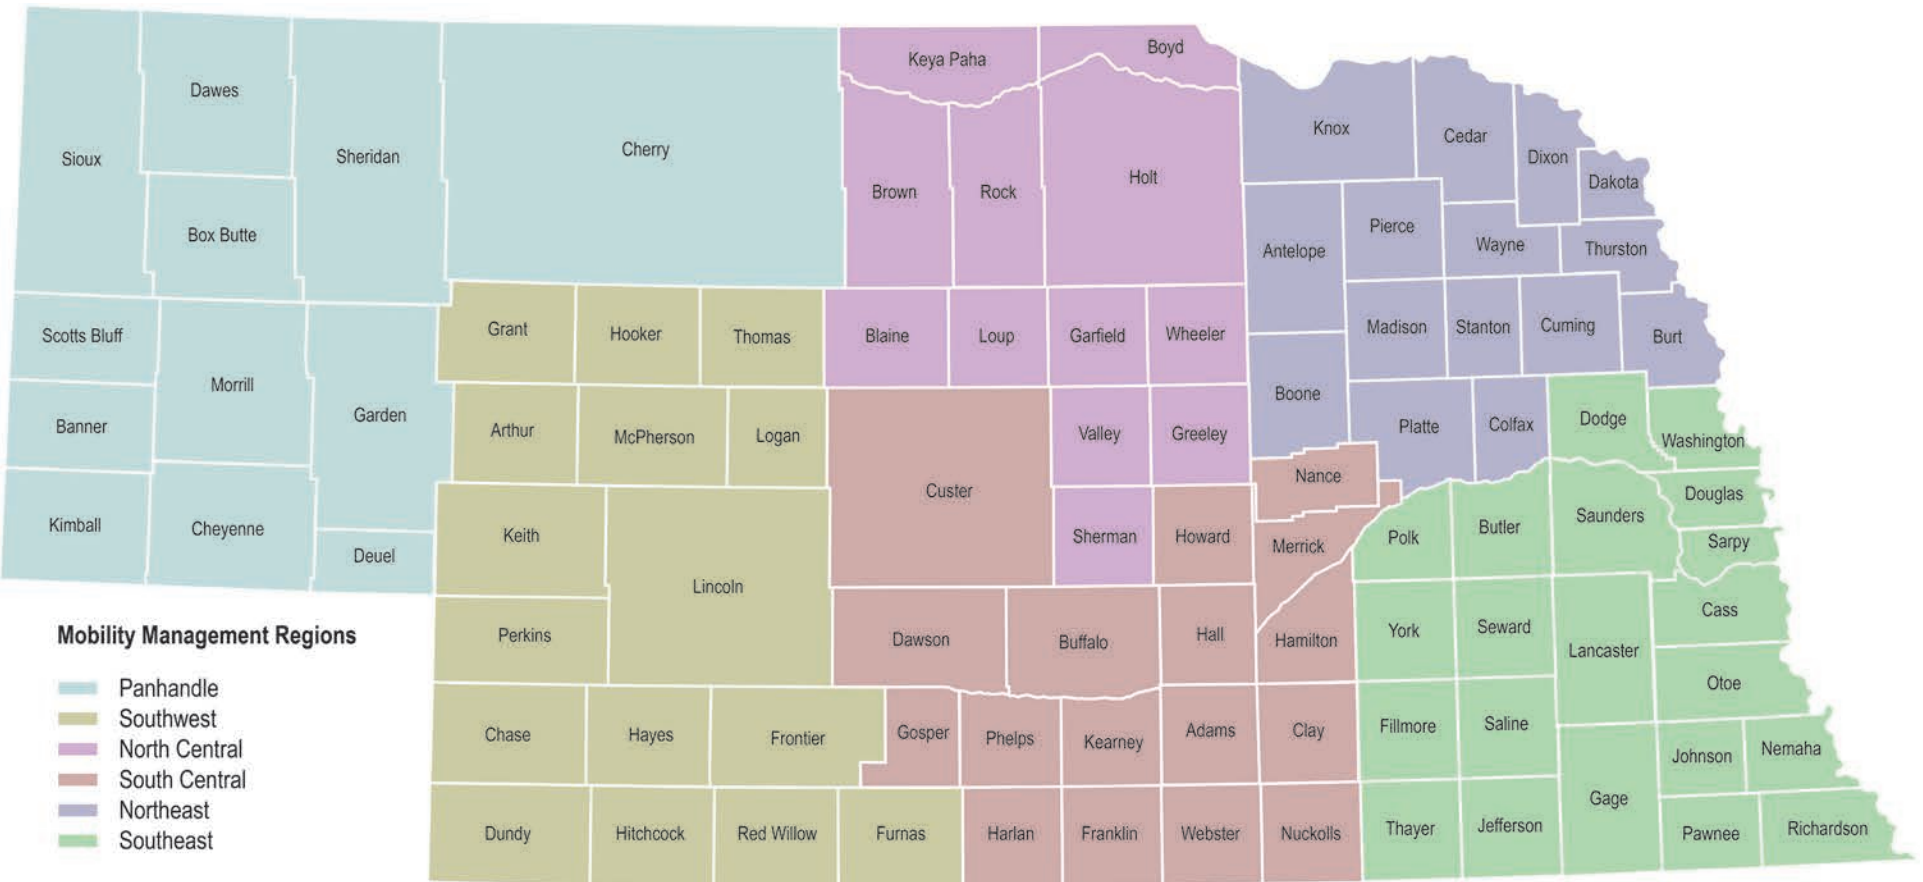 Sioux
Dawes
Sheridan
Cherry
Keya Paha
Boyd
Box Butte
Brown
Rock
Holt
Knox
Cedar
Dixon
Dakota
Antelope
Pierce
Wayne
Thurston
Scotts Bluff
Morrill
Garden
Grant
Hooker
Thomas
Blaine
Loup
Garfield
Wheeler
Boone
Madison
Stanton
Cuming
Burt
Banner
Arthur
McPherson
Logan
Custer
Valley
Greeley
Nance
Platte
Colfax
Dodge
Washington
Kimball
Cheyenne
Deuel
Keith
Lincoln
Sherman
Howard
Merrick
Polk
Butler
Saunders
Douglas
Sarpy
Perkins
Dawson
Buffalo
Hall
Hamilton
York
Seward
Lancaster
Cass
Otoe
Chase
Hayes
Frontier
Gosper
Phelps
Kearney
Adams
Clay
Fillmore
Saline
Gage
Johnson
Nemaha
Dundy
Hitchcock
Red Willow
Furnas
Harlan
Franklin
Webster
Nuckolls
Thayer
Jefferson
Pawnee
Richardson
Mobility Management Regions
Panhandle
Southwest
North Central
South Central
Northeast
Southeast